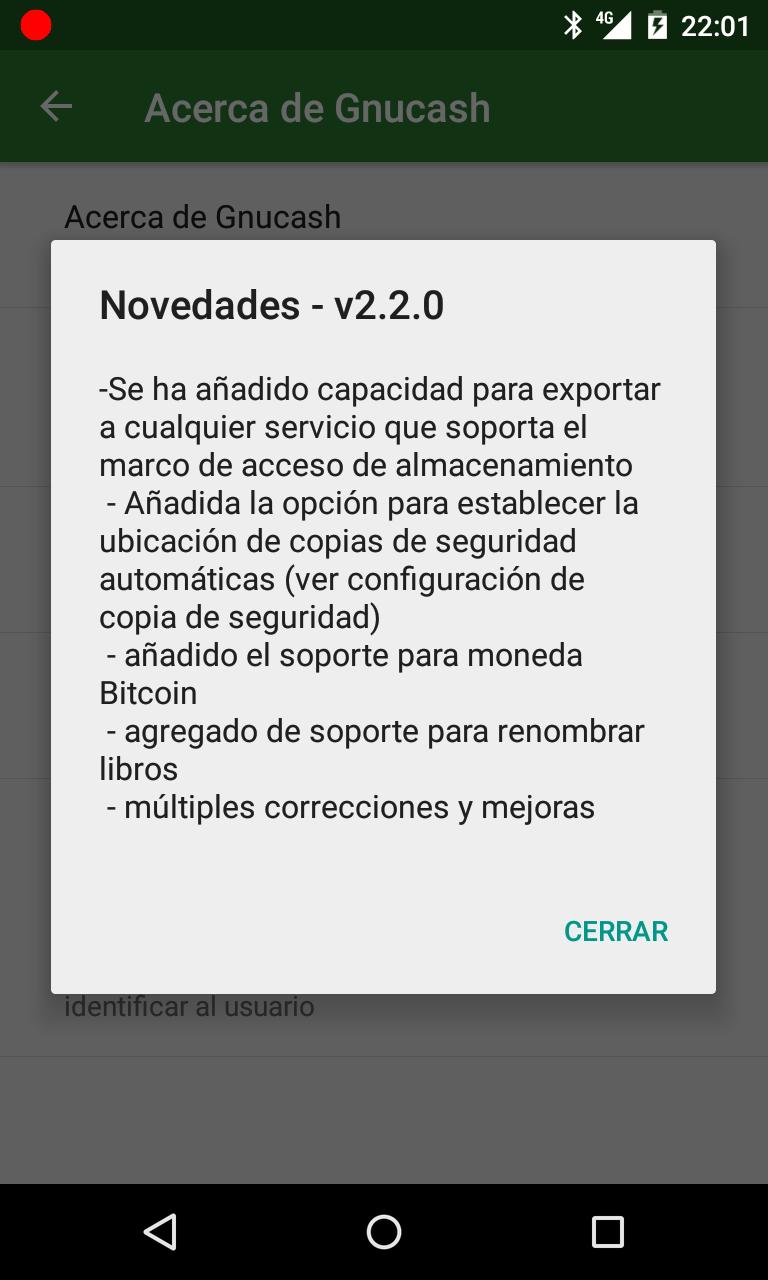 4G 22:01
Acerca de Gnucash
Acerca de Gnucash
Novedades - v2.2.0
-Se ha añadido capacidad para exportar
a cualquier servicio que soporta el
marco de acceso de almacenamiento
- Añadida la opción para establecer la
ubicación de copias de seguridad
automáticas (ver configuración de
copia de seguridad)
- añadido el soporte para moneda
Bitcoin
- agregado de soporte para renombrar
libros
- múltiples correcciones y mejoras
CERRAR
identificar al usuario